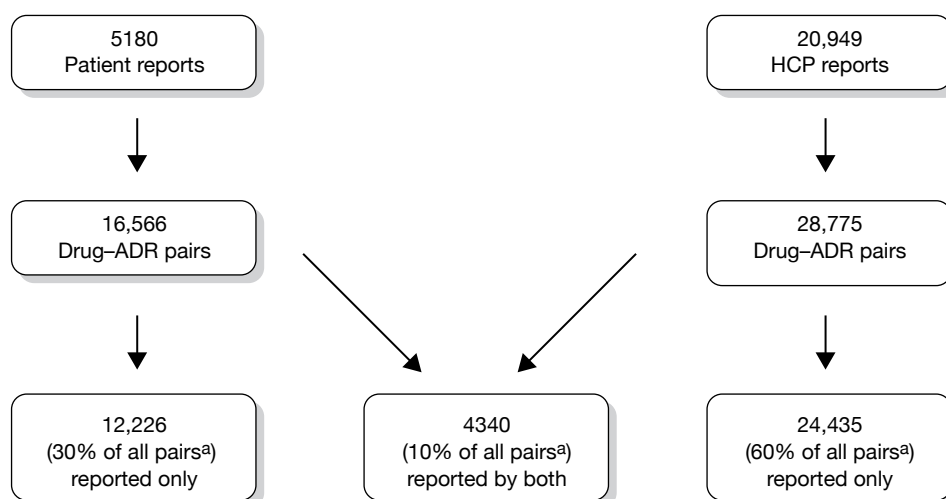 5180
Patient reports
20,949
HCP reports
16,566
Drug–ADR pairs
28,775
Drug–ADR pairs
12,226
(30% of all pairsᵃ)
reported only
4340
(10% of all pairsᵃ)
reported by both
24,435
(60% of all pairsᵃ)
reported only